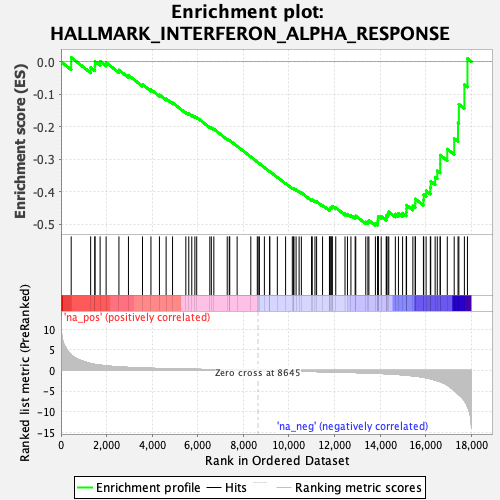 Enrichment plot:
HALLMARK_INTERFERON_ALPHA_RESPONSE
Enrichment score (ES)
0.0
-0.1
-0.2
-0.3
-0.4
-0.5
'na_pos' (positively correlated)
Ranked list metric (PreRanked)
10
5
0
-5
-10
-15
Zero cross at 8645
'na_neg' (negatively correlated)
0
2,000
4,000
6,000
8,000
10,000
12,000
14,000
16,000
18,000
Rank in Ordered Dataset
Enrichment profile
Hits
Ranking metric scores